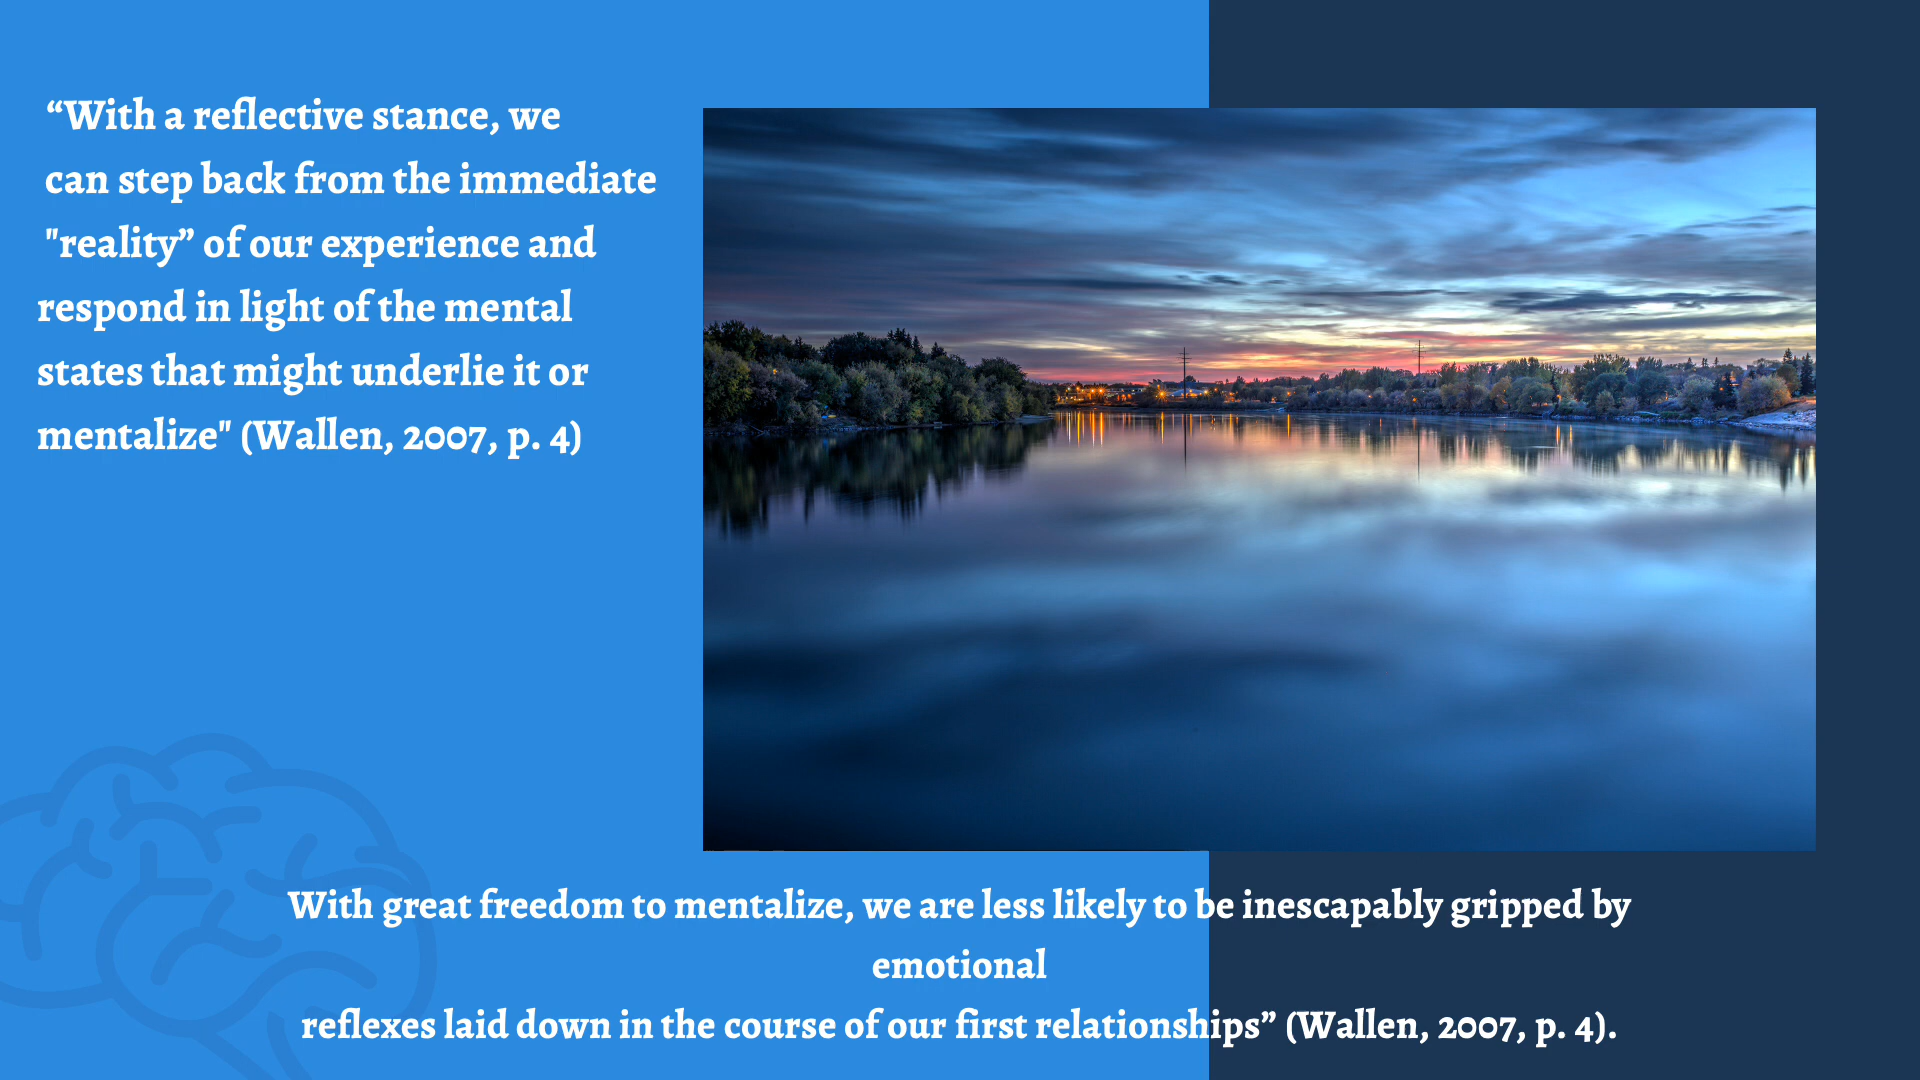 “With a reflective stance, we
can step back from the immediate
"reality” of our experience and
respond in light of the mental
states that might underlie it or
mentalize" (Wallen, 2007, p. 4)
With great freedom to mentalize, we are less likely to be inescapably gripped by
emotional
reflexes laid down in the course of our first relationships” (Wallen, 2007, p. 4).